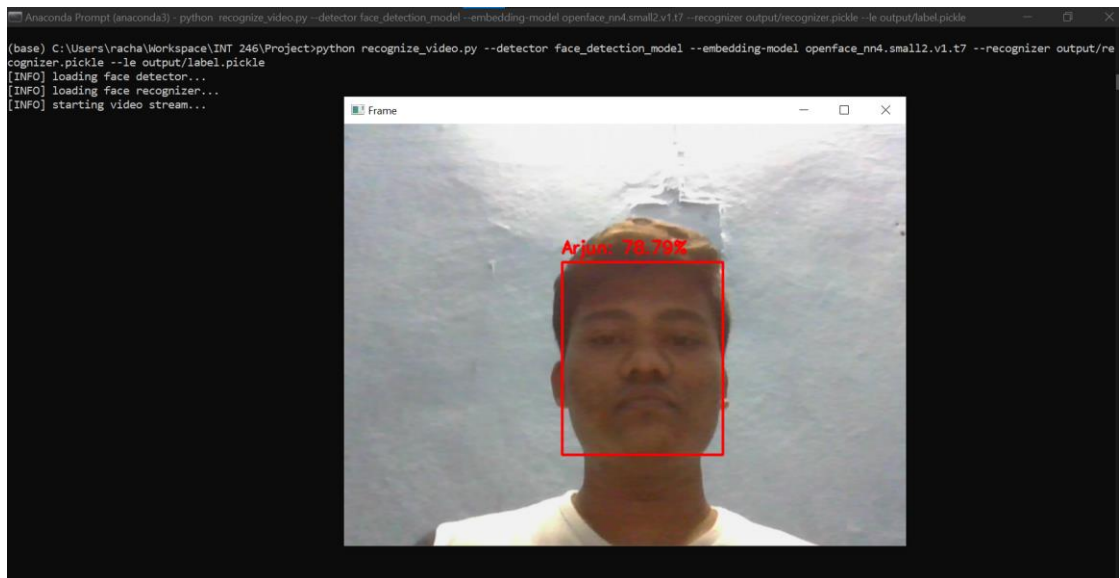 Anaconda Prompt (anaconda3) - python recognize_video.py --detector face_detection_model --embedding-model openface_nn4.small2.v1.t7 --recognizer output/recognizer.pickle --le output/label.pickle
(base) C:\Users\racha\Workspace\INT 246\Project>python recognize_video.py --detector face_detection_model --embedding-model openface_nn4.small2.v1.t7 --recognizer output/re
cognizer.pickle --le output/label.pickle
[INFO] loading face detector...
[INFO] loading face recognizer...
[INFO] starting video stream...
Frame
Arjun: 78.79%